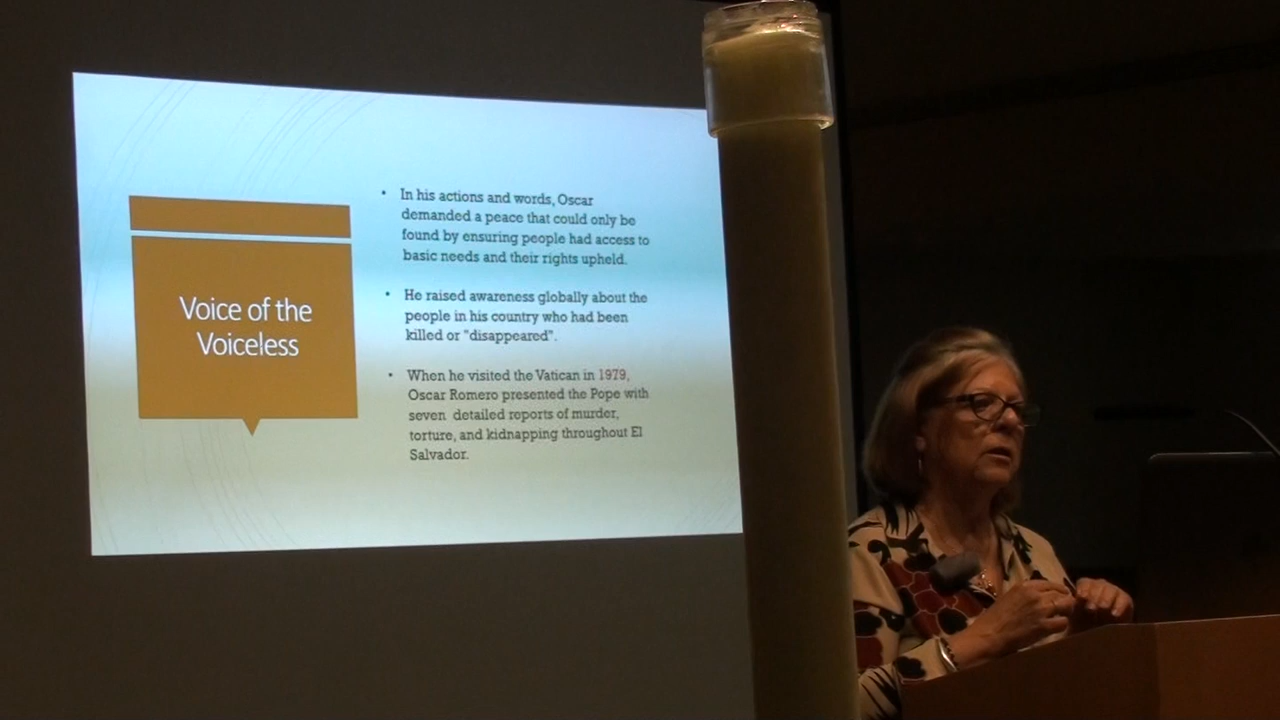 Voice of the
Voiceless
• In his actions and words, Oscar
demanded a peace that could only be
found by ensuring people had access to
basic needs and their rights upheld.
• He raised awareness globally about the
people in his country who had been
killed or "disappeared".
• When he visited the Vatican in 1979,
Oscar Romero presented the Pope with
seven detailed reports of murder,
torture, and kidnapping throughout El
Salvador.